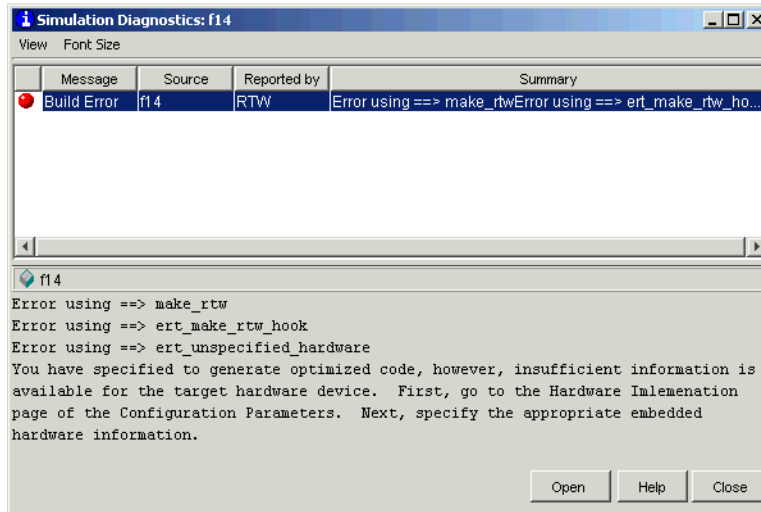 Simulation Diagnostics: f14
View Font Size
Message Source Reported by Summary
Build Error f14 RTW Error using ==> make_rtwError using ==> ert_make_rtw_ho...
f14
Error using ==> make_rtw
Error using ==> ert_make_rtw_hook
Error using ==> ert_unspecified_hardware
You have specified to generate optimized code, however, insufficient information is
available for the target hardware device. First, go to the Hardware Imlemenation
page of the Configuration Parameters. Next, specify the appropriate embedded
hardware information.
Open Help Close